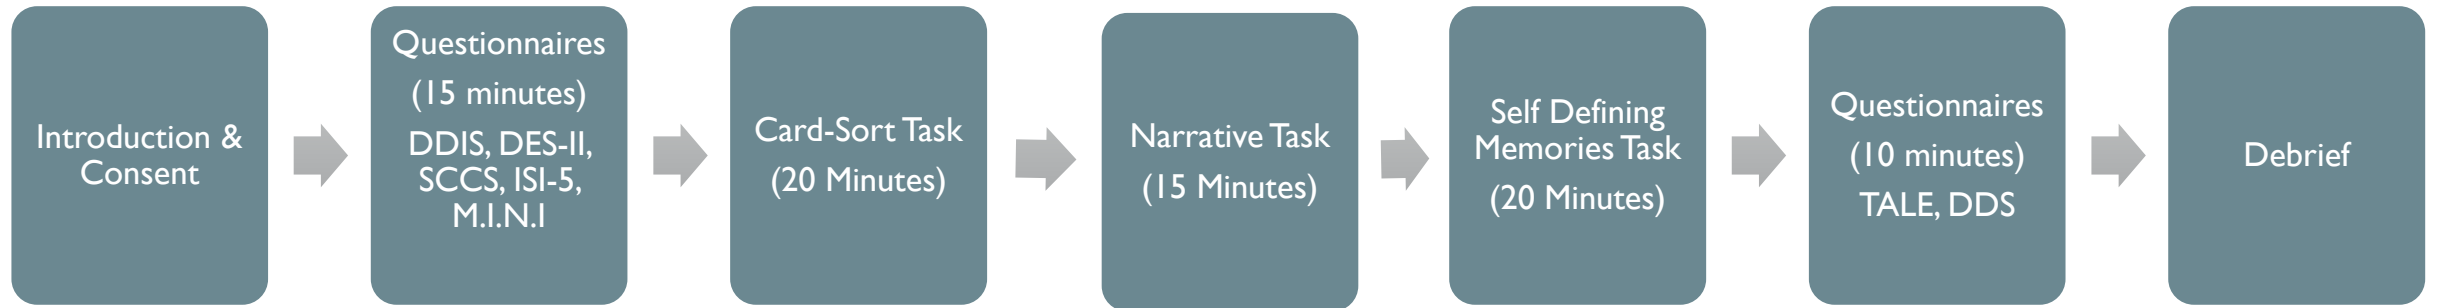 Introduction &
Consent
Questionnaires
(15 minutes)
DDIS, DES-II,
SCCS, ISI-5,
M.I.N.I
Card-Sort Task
(20 Minutes)
Narrative Task
(15 Minutes)
Self Defining
Memories Task
(20 Minutes)
Questionnaires
(10 minutes)
TALE, DDS
Debrief